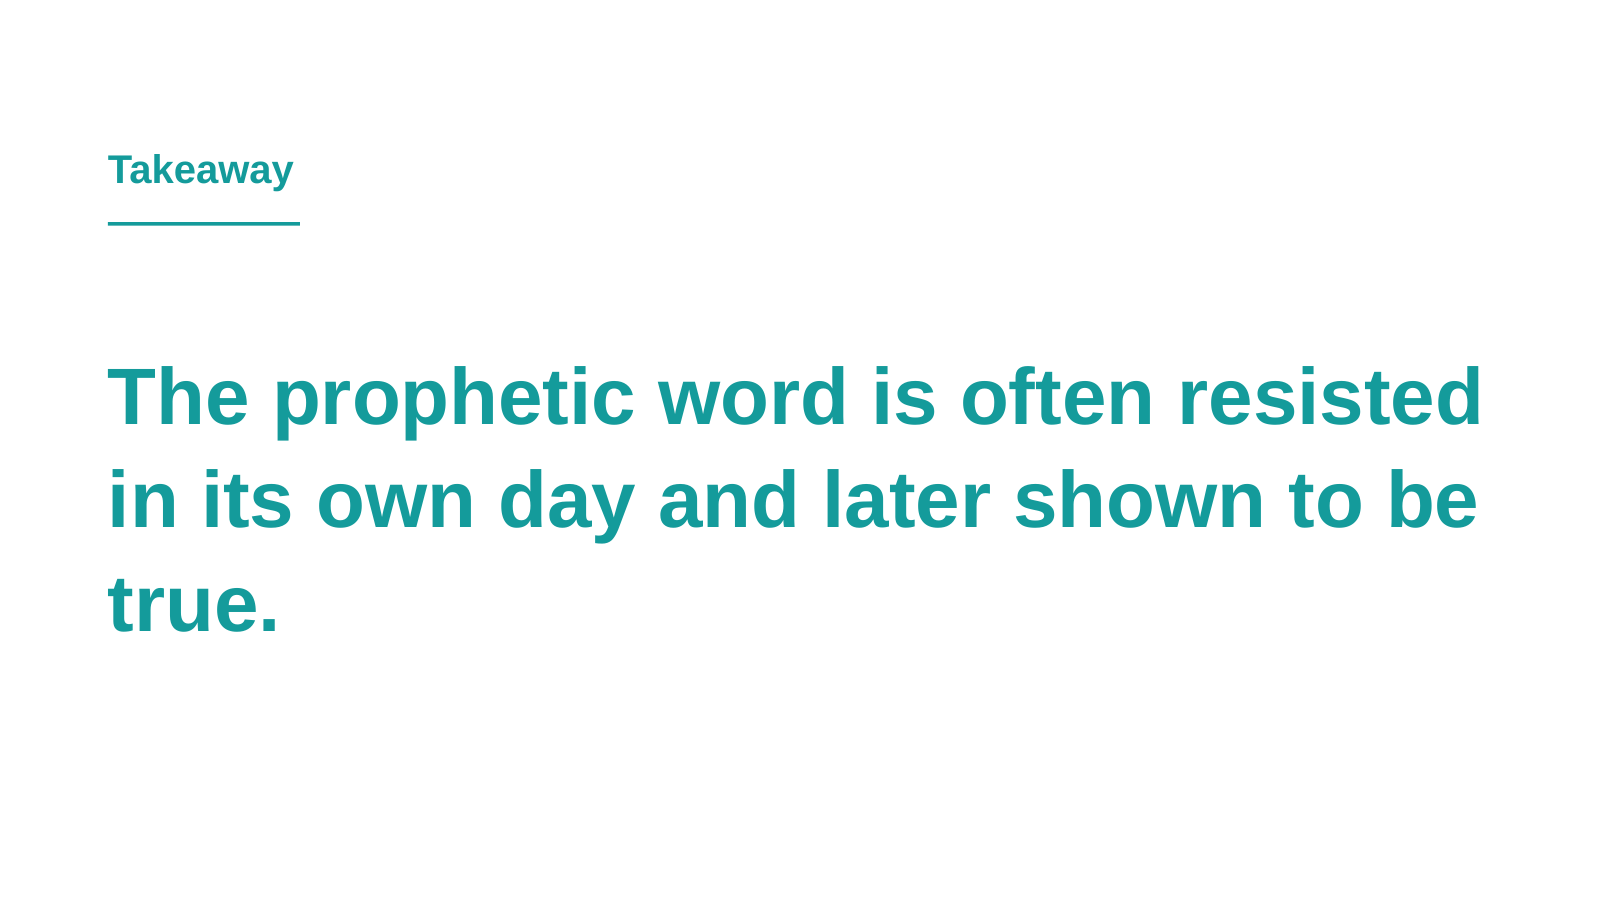 Takeaway
The prophetic word is often resisted
in its own day and later shown to be
true.